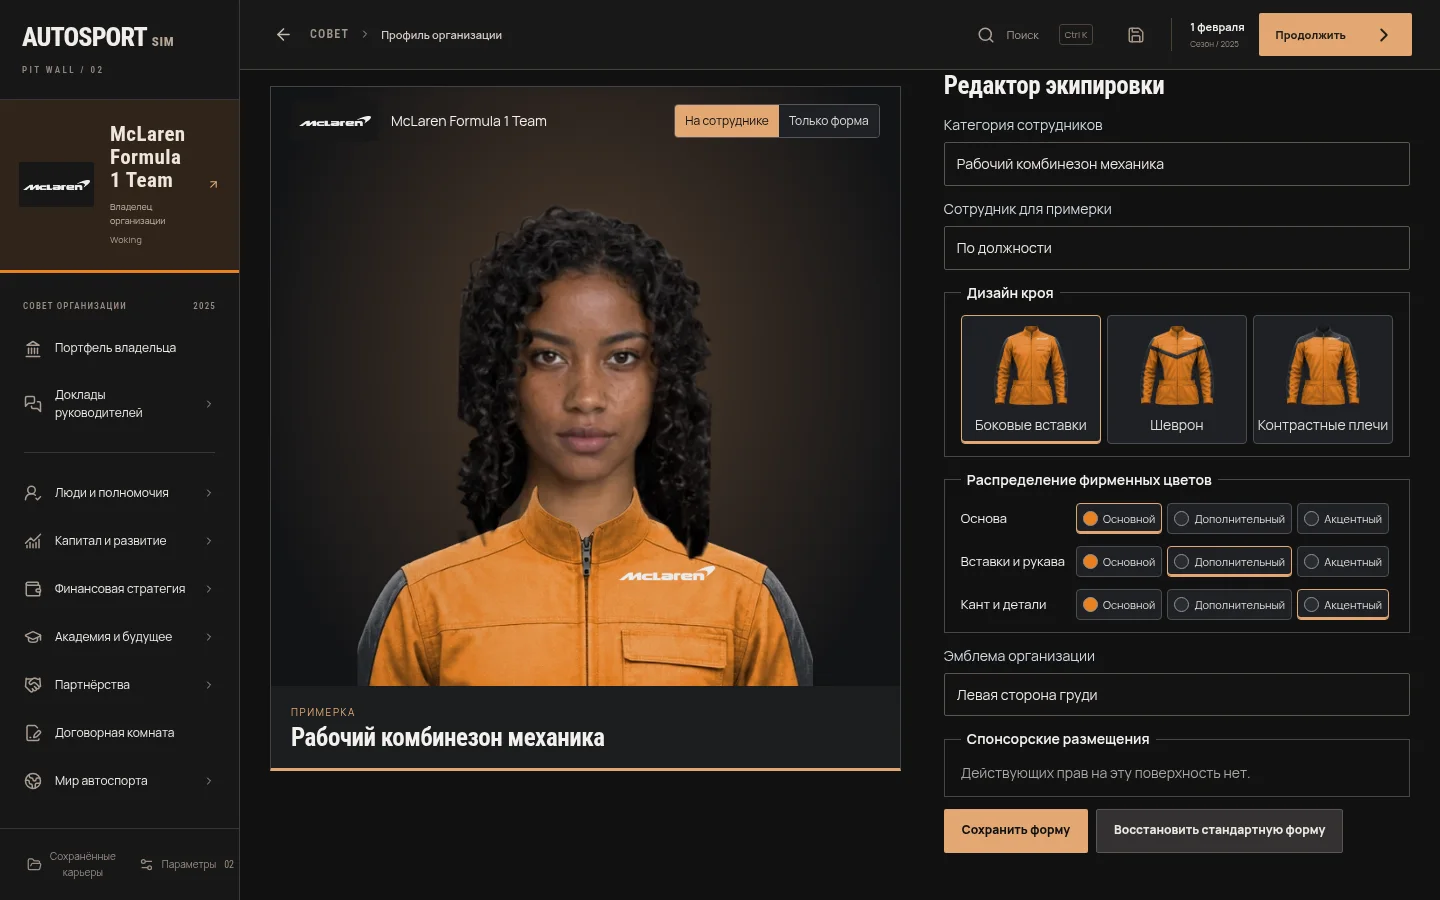 AUTOSPORT SIM
PIT WALL / 02
McLaren
McLaren
Formula
1 Team
Владелец
организации
Woking
СОВЕТ ОРГАНИЗАЦИИ 2025
Портфель владельца
Доклады
руководителей
Люди и полномочия
Капитал и развитие
Финансовая стратегия
Академия и будущее
Партнёрства
Договорная комната
Мир автоспорта
Сохранённые
карьеры
Параметры 02
СОВЕТ Профиль организации
Поиск Ctrl K
1 февраля
Сезон / 2025
Продолжить
McLaren McLaren Formula 1 Team
На сотруднике Только форма
McLaren
ПРИМЕРКА
Рабочий комбинезон механика
Редактор экипировки
Категория сотрудников
Рабочий комбинезон механика
Сотрудник для примерки
По должности
Дизайн кроя
Боковые вставки Шеврон Контрастные плечи
Распределение фирменных цветов
Основа Основной Дополнительный Акцентный
Вставки и рукава Основной Дополнительный Акцентный
Кант и детали Основной Дополнительный Акцентный
Эмблема организации
Левая сторона груди
Спонсорские размещения
Действующих прав на эту поверхность нет.
Сохранить форму Восстановить стандартную форму